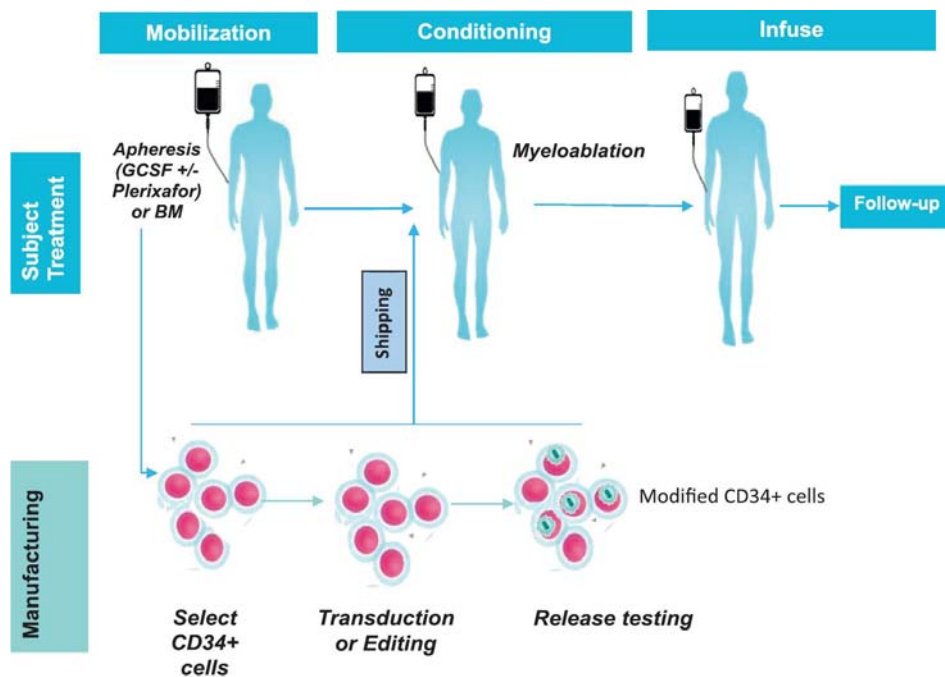 Mobilization
Conditioning
Infuse
Apheresis
(GCSF +/-
Plerixafor)
or BM
Myeloablation
Follow-up
Subject
Treatment
Shipping
Manufacturing
Modified CD34+ cells
Select
CD34+
cells
Transduction
or Editing
Release testing